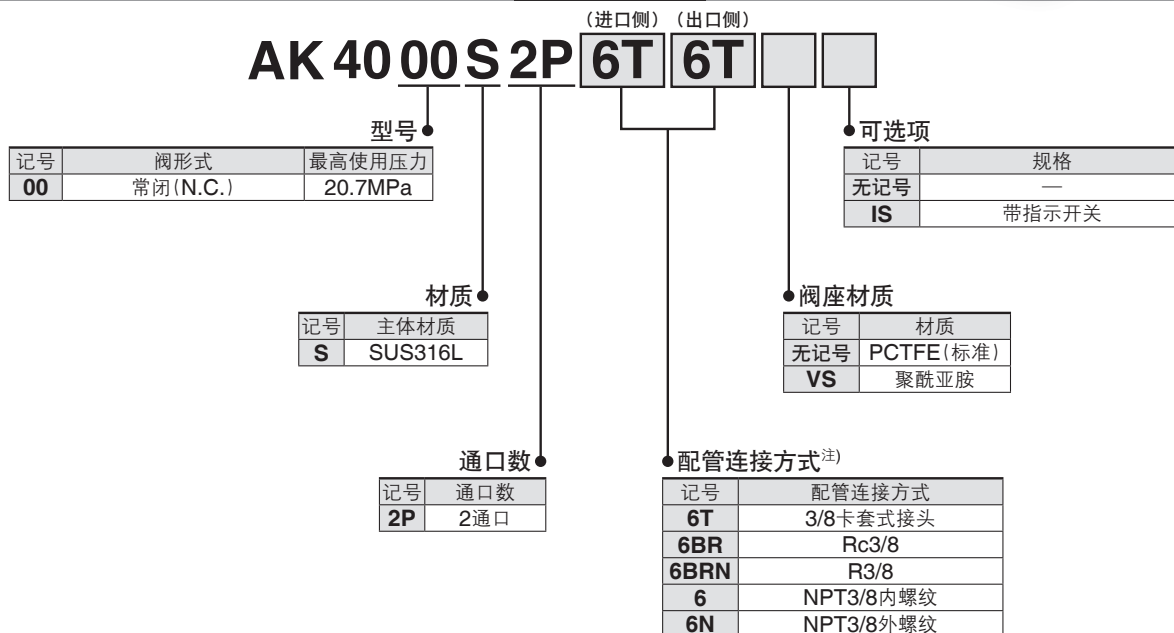 (进口侧) (出口侧)
AK 40 00 S 2P 6T 6T
型号
记号 阀形式 最高使用压力
00 常闭(N.C.) 20.7MPa
可选项
记号 规格
无记号 —
IS 带指示开关
材质
记号 主体材质
S SUS316L
阀座材质
记号 材质
无记号 PCTFE(标准)
VS 聚酰亚胺
通口数
记号 通口数
2P 2通口
配管连接方式注)
记号 配管连接方式
6T 3/8卡套式接头
6BR Rc3/8
6BRN R3/8
6 NPT3/8内螺纹
6N NPT3/8外螺纹